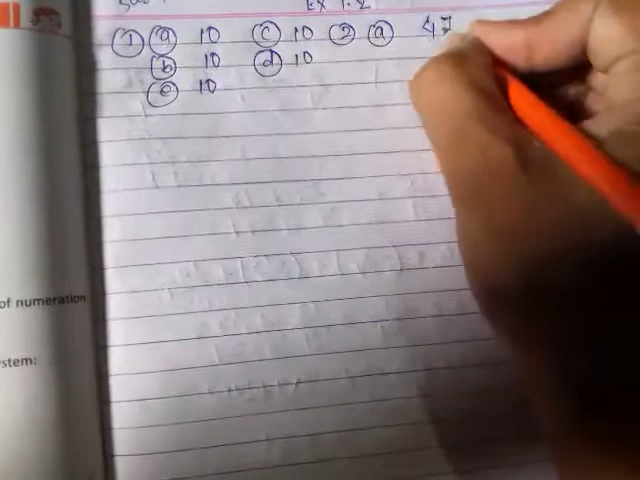 Ex 1.2
① ⓐ 10 ⓒ 10 ② ⓐ 47
ⓑ 10 ⓓ 10
ⓔ 10
of numeration
stem: